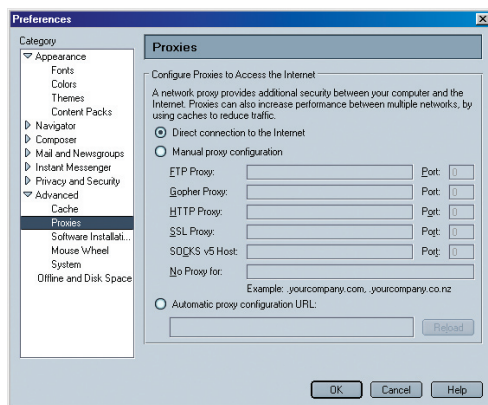 Preferences
Category
Appearance
Fonts
Colors
Themes
Content Packs
Navigator
Composer
Mail and Newsgroups
Instant Messenger
Privacy and Security
Advanced
Cache
Proxies
Software Installati...
Mouse Wheel
System
Offline and Disk Space
Proxies
Configure Proxies to Access the Internet
A network proxy provides additional security between your computer and the
Internet. Proxies can also increase performance between multiple networks, by
using caches to reduce traffic.
Direct connection to the Internet
Manual proxy configuration
FTP Proxy: Port: 0
Gopher Proxy: Port: 0
HTTP Proxy: Port: 0
SSL Proxy: Port: 0
SOCKS v5 Host: Port: 0
No Proxy for:
Example: .yourcompany.com, .yourcompany.co.nz
Automatic proxy configuration URL:
Reload
OK Cancel Help